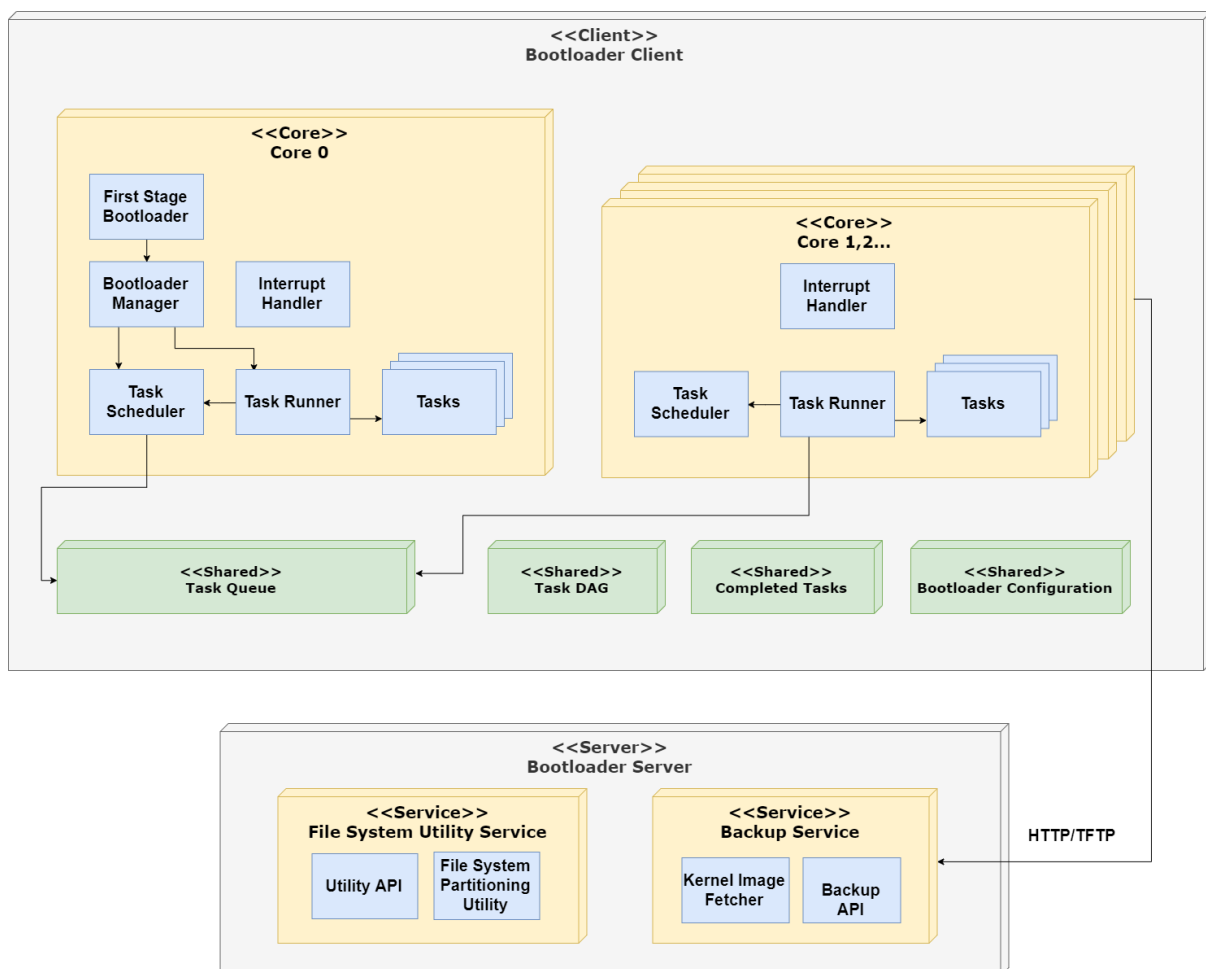 <<Client>>
Bootloader Client
<<Core>>
Core 0
First Stage
Bootloader
Bootloader
Manager
Interrupt
Handler
Task
Scheduler
Task Runner
Tasks
<<Core>>
Core 1,2...
Interrupt
Handler
Task
Scheduler
Task Runner
Tasks
<<Shared>>
Task Queue
<<Shared>>
Task DAG
<<Shared>>
Completed Tasks
<<Shared>>
Bootloader Configuration
<<Server>>
Bootloader Server
<<Service>>
File System Utility Service
Utility API
File System
Partitioning
Utility
<<Service>>
Backup Service
Kernel Image
Fetcher
Backup
API
HTTP/TFTP